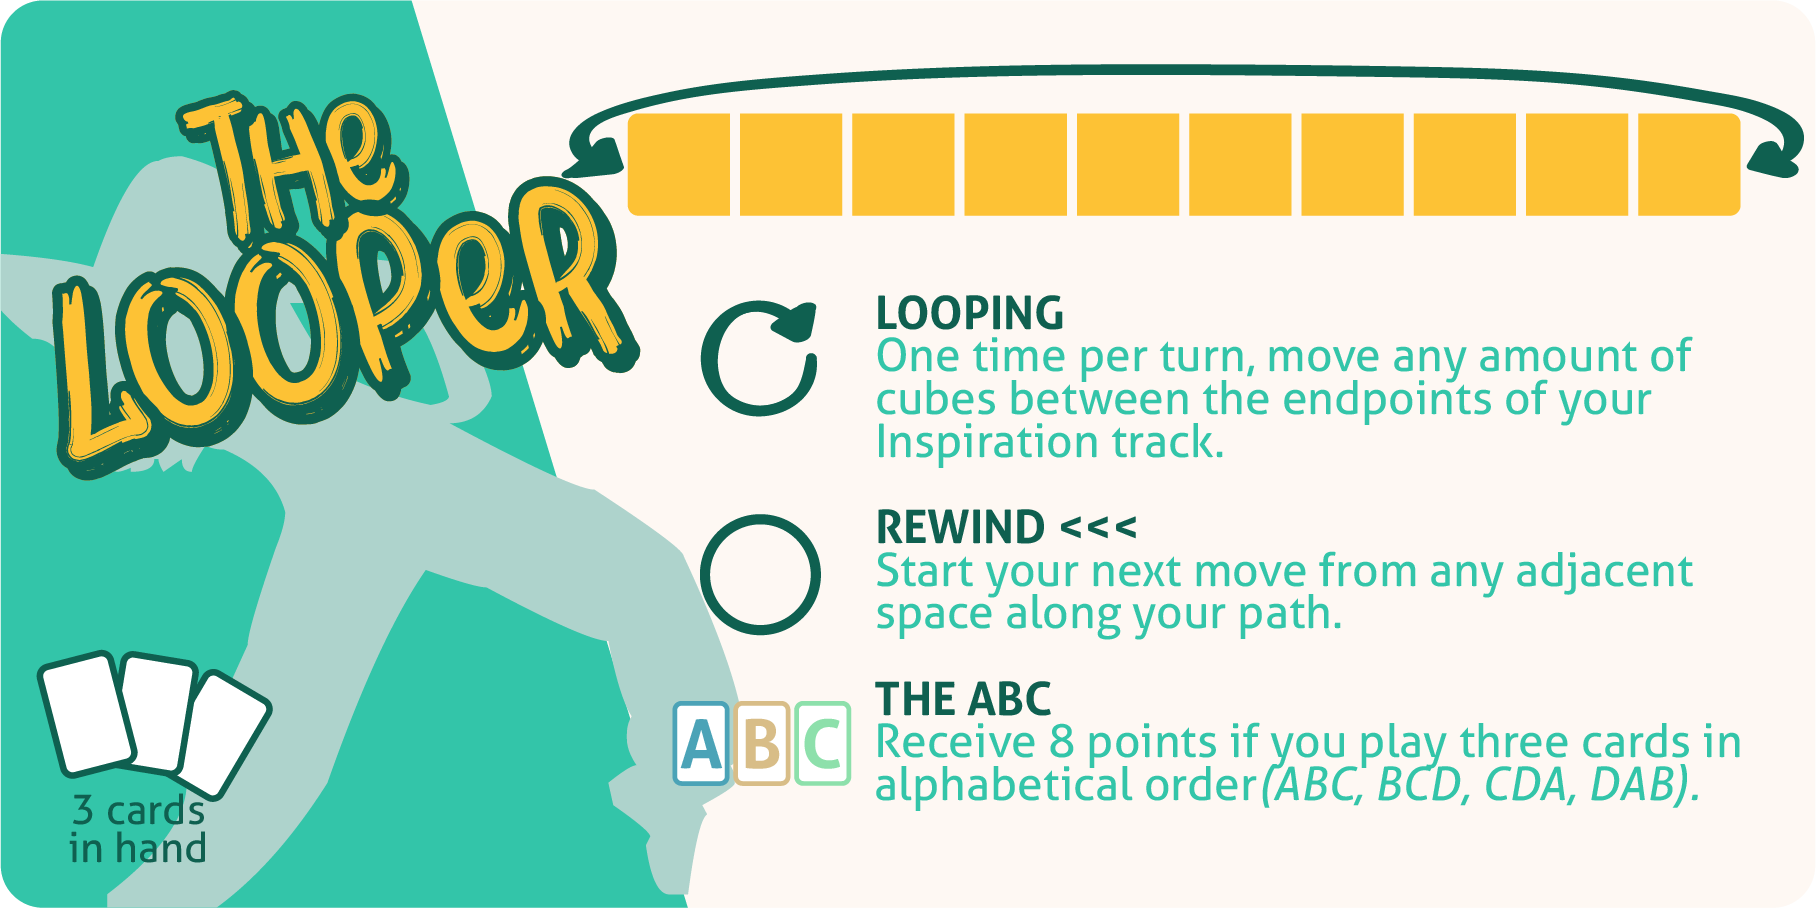 THE
LOOPER
LOOPING
One time per turn, move any amount of
cubes between the endpoints of your
Inspiration track.
REWIND <<<
Start your next move from any adjacent
space along your path.
A B C
THE ABC
Receive 8 points if you play three cards in
alphabetical order (ABC, BCD, CDA, DAB).
3 cards
in hand